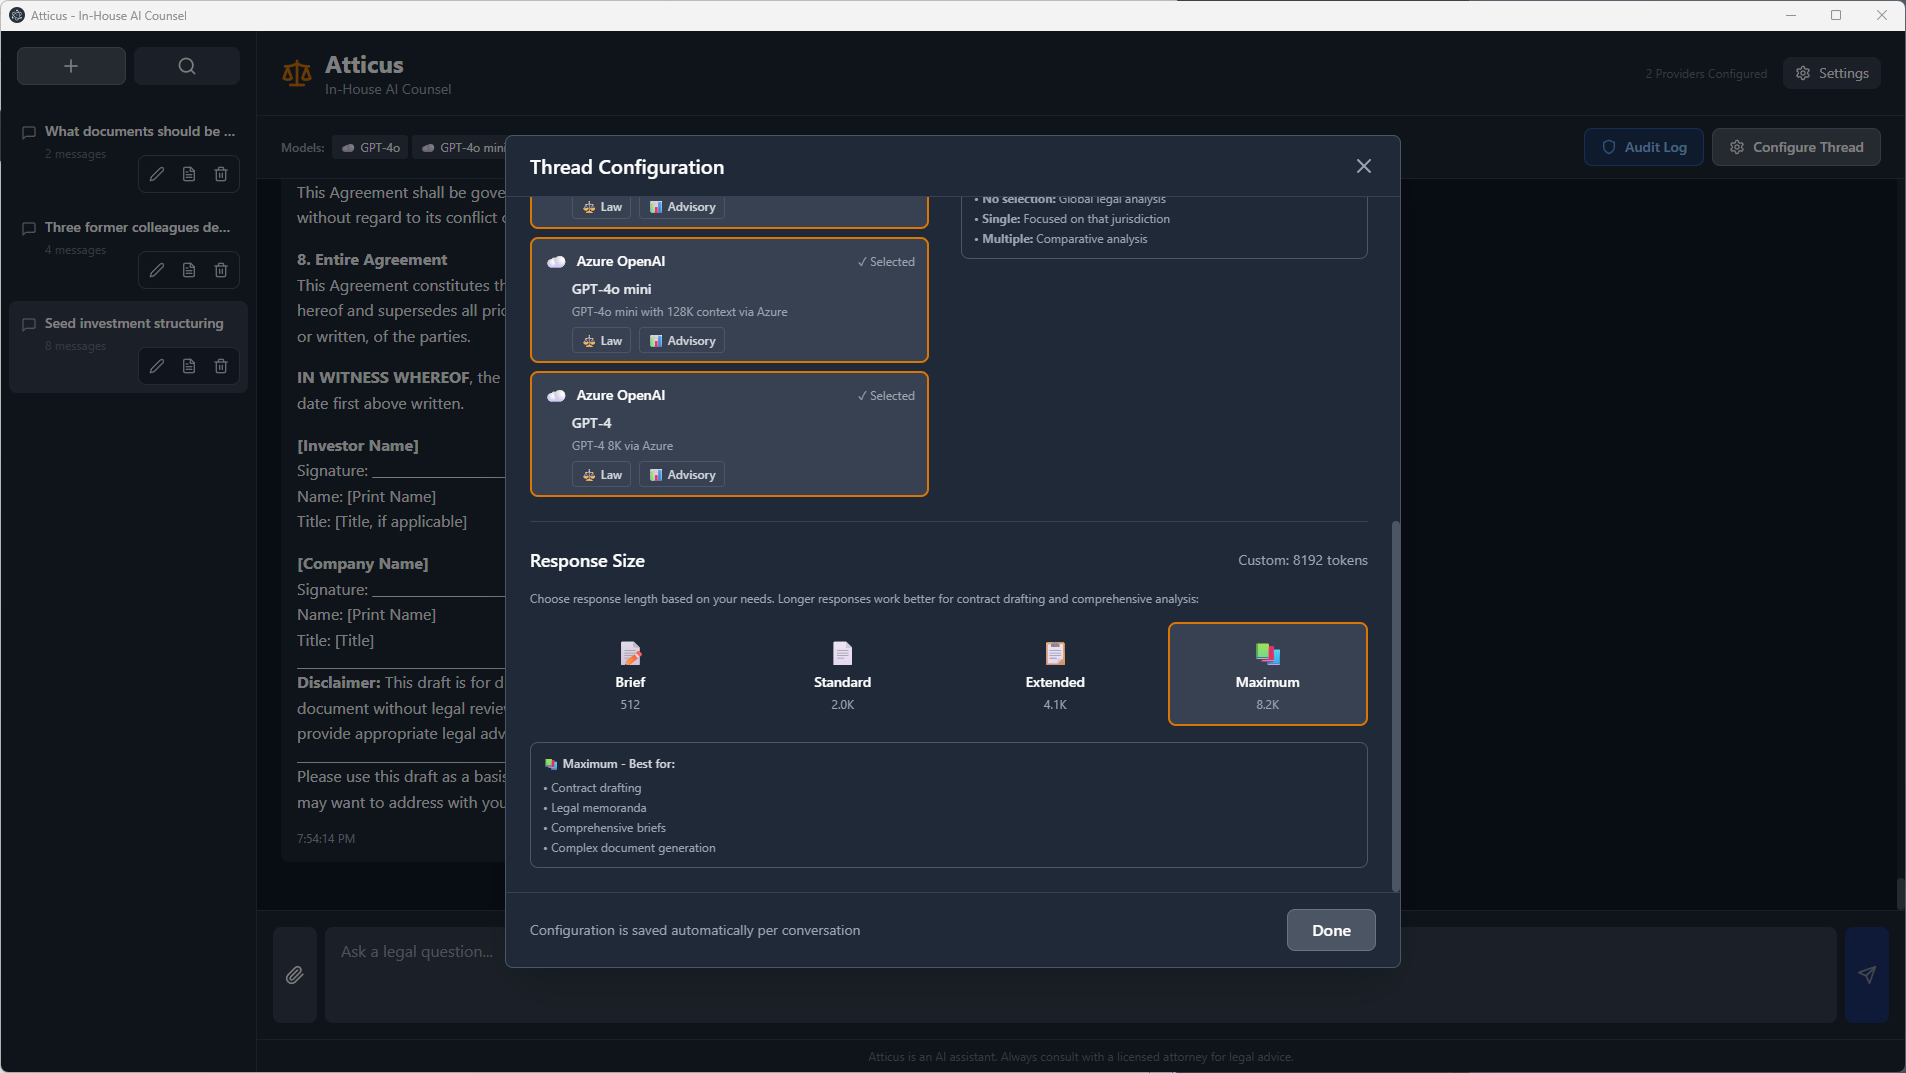 Atticus - In-House AI Counsel
Atticus
In-House AI Counsel
2 Providers Configured
Settings
What documents should be ...
2 messages
Three former colleagues de...
4 messages
Seed investment structuring
8 messages
Models:
GPT-4o
GPT-4o mini
Audit Log
Configure Thread
This Agreement shall be gove
without regard to its conflict
8. Entire Agreement
This Agreement constitutes th
hereof and supersedes all prio
or written, of the parties.
IN WITNESS WHEREOF, the
date first above written.
[Investor Name]
Signature: ________________
Name: [Print Name]
Title: [Title, if applicable]
[Company Name]
Signature: ________________
Name: [Print Name]
Title: [Title]
Disclaimer: This draft is for d
document without legal revie
provide appropriate legal adv
Please use this draft as a basis
may want to address with you
7:54:14 PM
Thread Configuration
Law
Advisory
Azure OpenAI
✓ Selected
GPT-4o mini
GPT-4o mini with 128K context via Azure
Law
Advisory
Azure OpenAI
✓ Selected
GPT-4
GPT-4 8K via Azure
Law
Advisory
• No selection: Global legal analysis
• Single: Focused on that jurisdiction
• Multiple: Comparative analysis
Response Size
Custom: 8192 tokens
Choose response length based on your needs. Longer responses work better for contract drafting and comprehensive analysis:
Brief
512
Standard
2.0K
Extended
4.1K
Maximum
8.2K
Maximum - Best for:
• Contract drafting
• Legal memoranda
• Comprehensive briefs
• Complex document generation
Configuration is saved automatically per conversation
Done
Ask a legal question...
Atticus is an AI assistant. Always consult with a licensed attorney for legal advice.